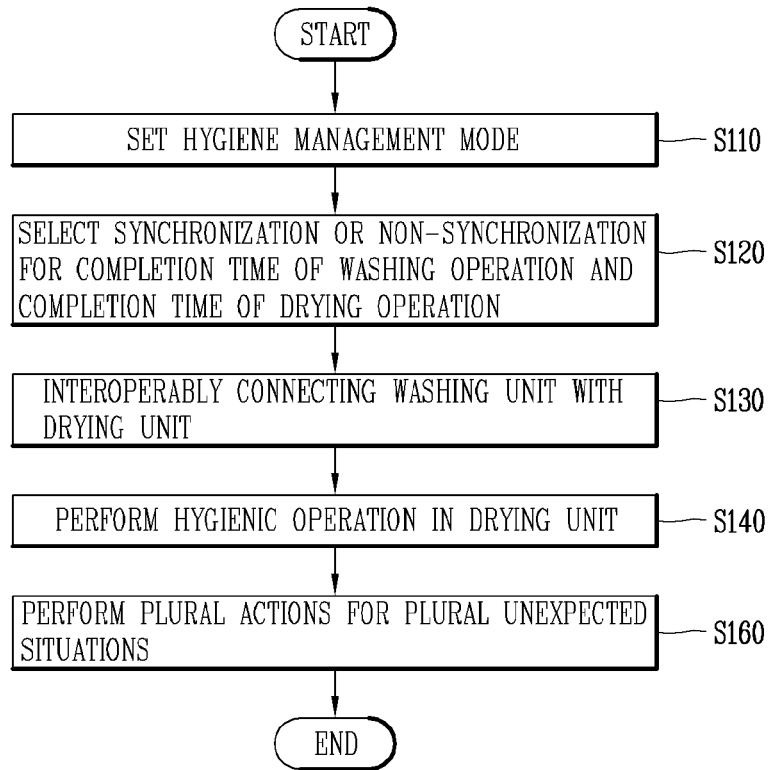 START
SET HYGIENE MANAGEMENT MODE
S110
SELECT SYNCHRONIZATION OR NON-SYNCHRONIZATION
FOR COMPLETION TIME OF WASHING OPERATION AND
COMPLETION TIME OF DRYING OPERATION
S120
INTEROPERABLY CONNECTING WASHING UNIT WITH
DRYING UNIT
S130
PERFORM HYGIENIC OPERATION IN DRYING UNIT
S140
PERFORM PLURAL ACTIONS FOR PLURAL UNEXPECTED
SITUATIONS
S160
END